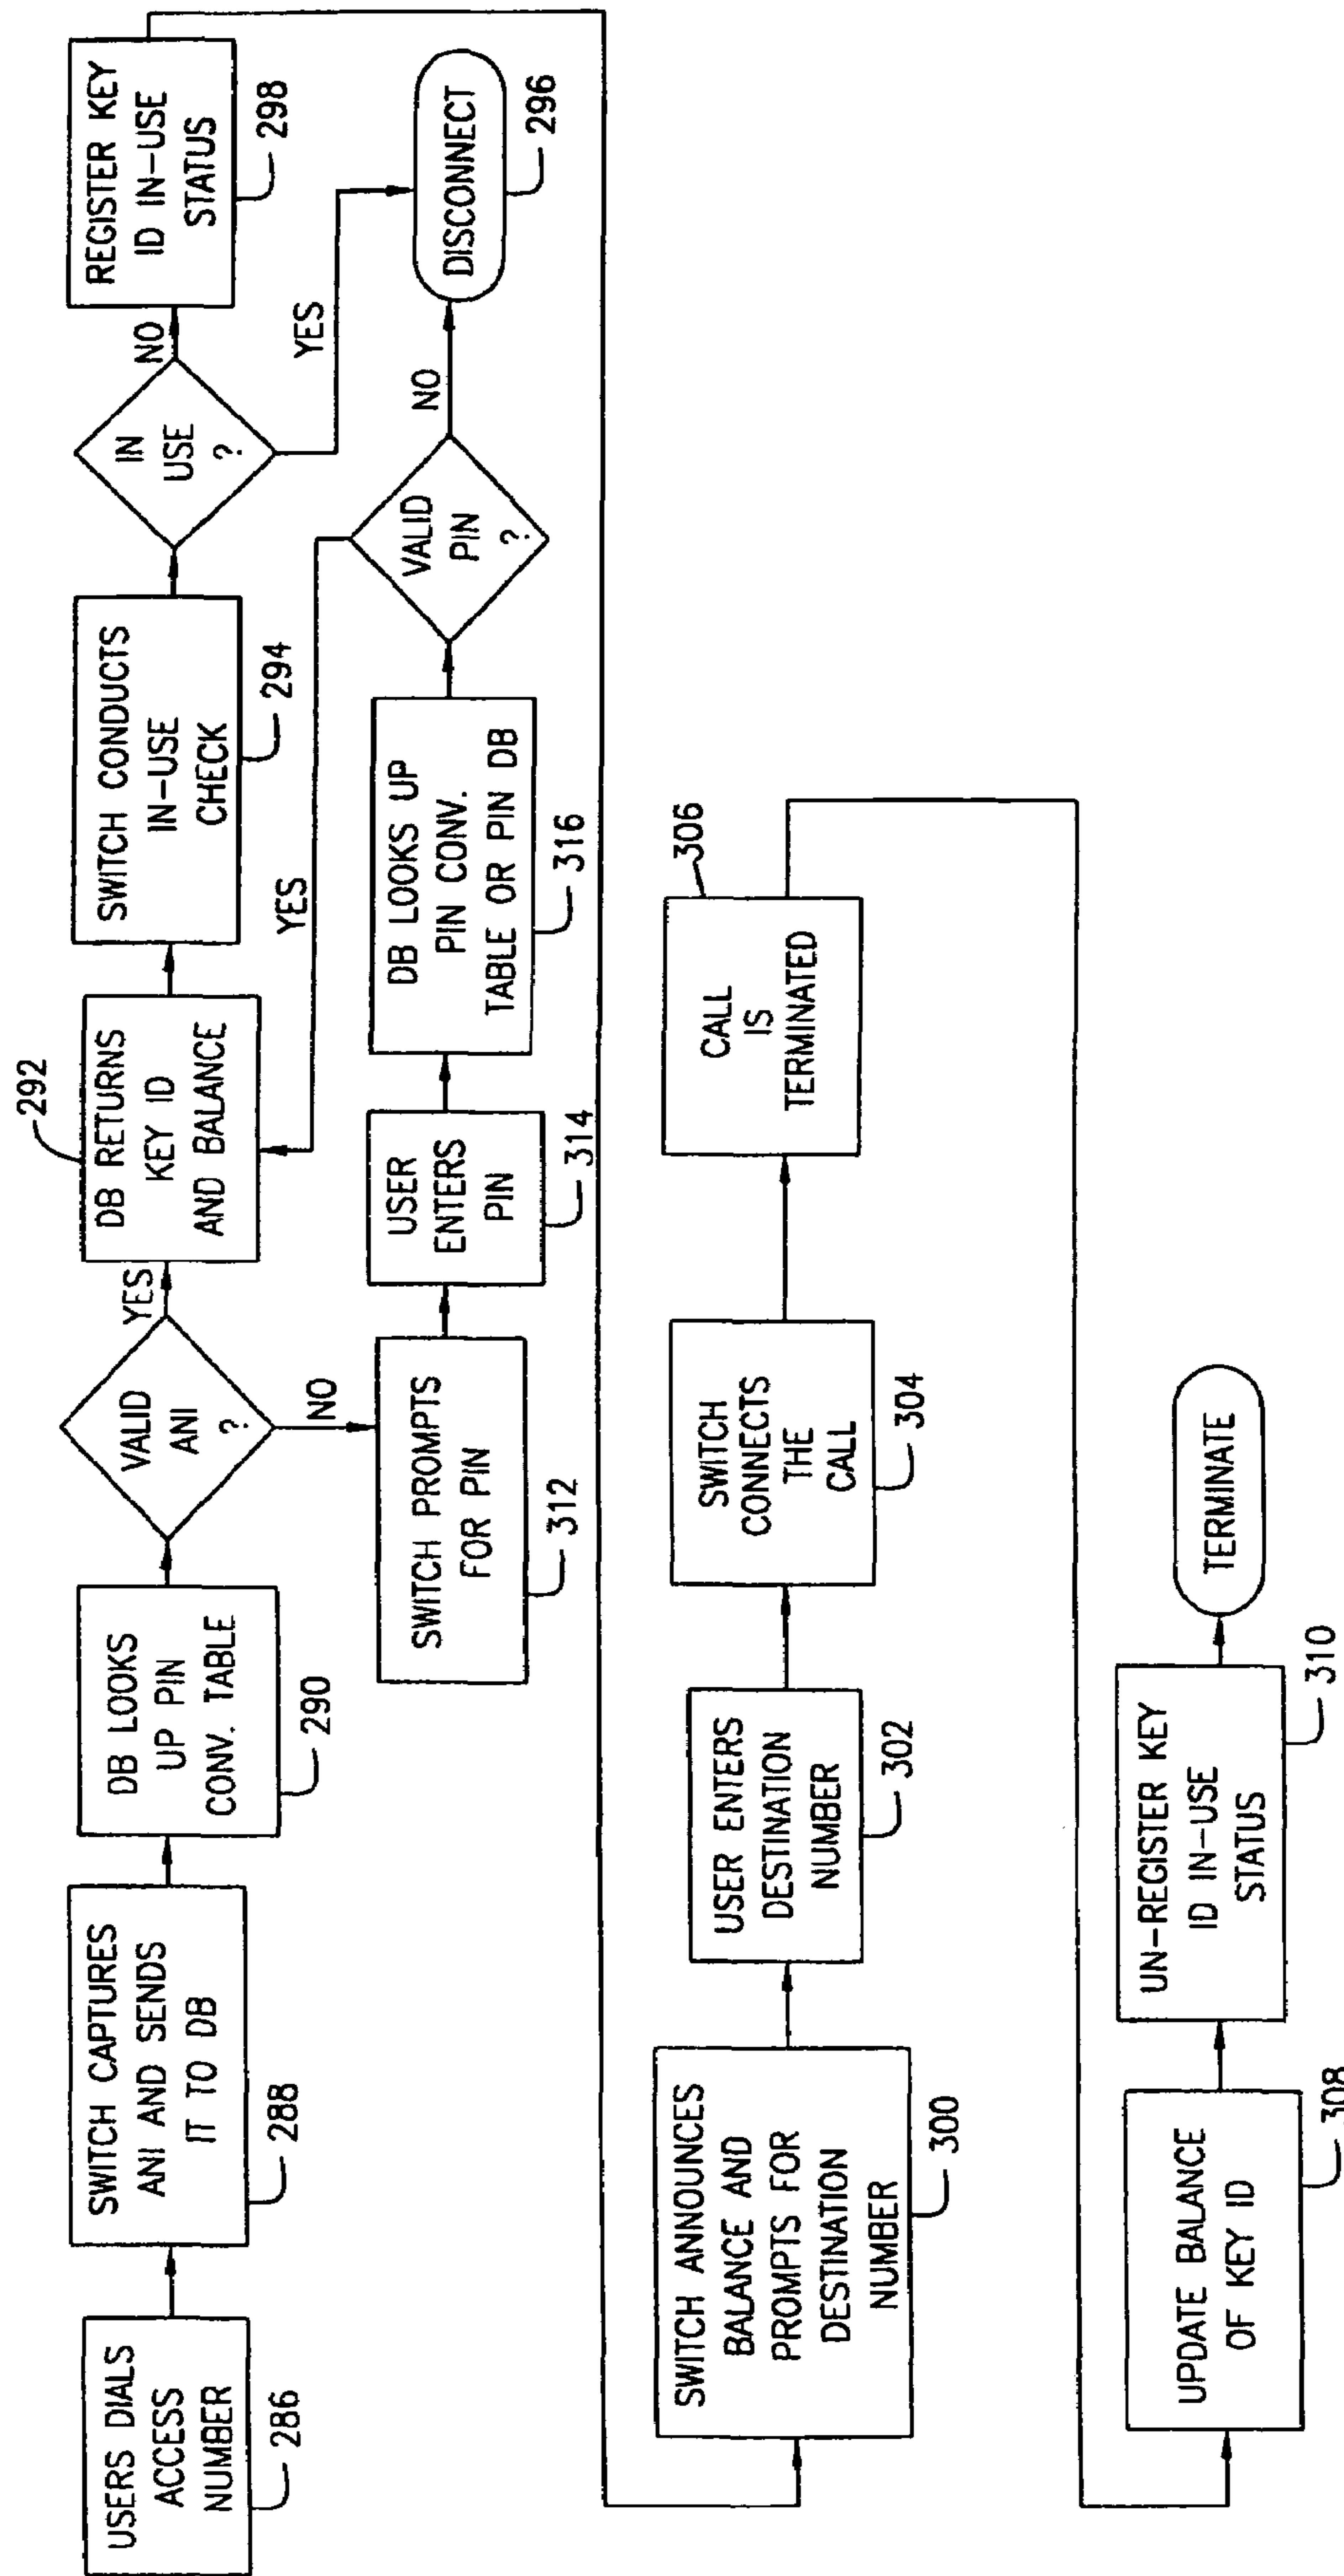 USERS DIALS
ACCESS
NUMBER
286
SWITCH CAPTURES
ANI AND SENDS
IT TO DB
288
DB LOOKS
UP PIN
CONV. TABLE
290
VALID
ANI
?
YES
NO
292
DB RETURNS
KEY ID
AND BALANCE
SWITCH CONDUCTS
IN-USE
CHECK
294
IN
USE
?
NO
YES
REGISTER KEY
ID IN-USE
STATUS
298
SWITCH PROMPTS
FOR PIN
312
USER
ENTERS
PIN
314
DB LOOKS UP
PIN CONV.
TABLE OR PIN DB
316
VALID
PIN
?
YES
NO
DISCONNECT
296
SWITCH ANNOUNCES
BALANCE AND
PROMPTS FOR
DESTINATION
NUMBER
300
USER ENTERS
DESTINATION
NUMBER
302
SWITCH
CONNECTS
THE
CALL
304
CALL
IS
TERMINATED
306
UPDATE BALANCE
OF KEY ID
308
UN-REGISTER KEY
ID IN-USE
STATUS
310
TERMINATE